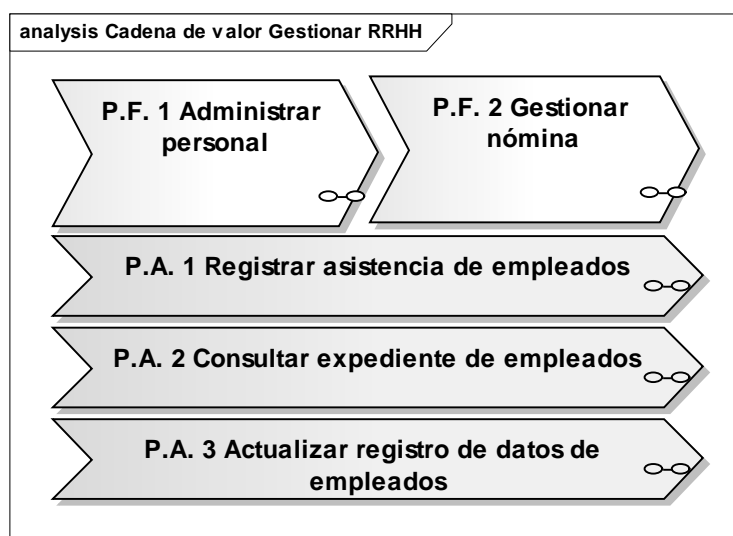 analysis Cadena de valor Gestionar RRHH
P.F. 1 Administrar
personal
P.F. 2 Gestionar
nómina
P.A. 1 Registrar asistencia de empleados
P.A. 2 Consultar expediente de empleados
P.A. 3 Actualizar registro de datos de
empleados